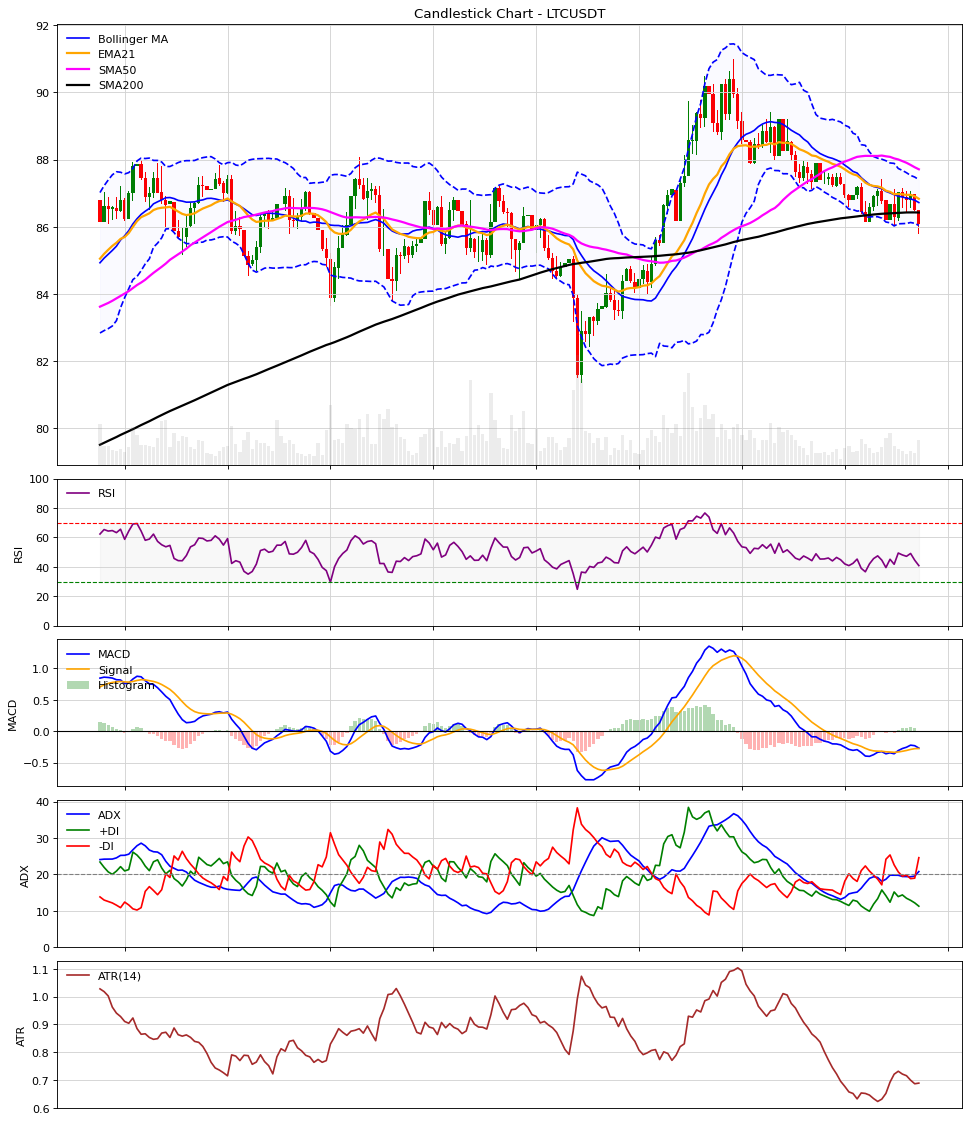 Candlestick Chart - LTCUSDT
92
90
88
86
84
82
80
Bollinger MA
EMA21
SMA50
SMA200
RSI
100
80
60
40
20
0
RSI
MACD
1.0
0.5
0.0
−0.5
MACD
Signal
Histogram
ADX
40
30
20
10
0
ADX
+DI
-DI
ATR
1.1
1.0
0.9
0.8
0.7
0.6
ATR(14)